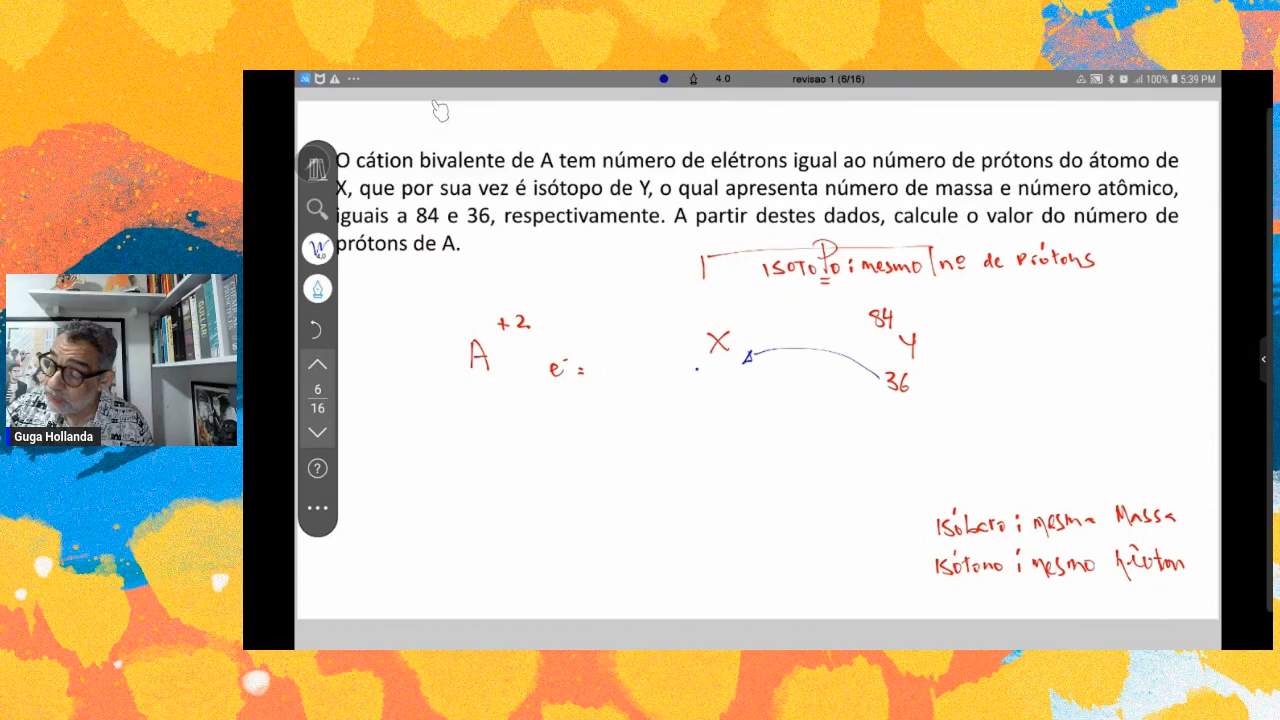 4.0
revisao 1 (6/16)
100%
5:39 PM
O cátion bivalente de A tem número de elétrons igual ao número de prótons do átomo de
X, que por sua vez é isótopo de Y, o qual apresenta número de massa e número atômico,
iguais a 84 e 36, respectivamente. A partir destes dados, calcule o valor do número de
prótons de A.
ISOTOPO : mesmo nº de Prótons
A +2
e- =
X
84
Y
36
4.0
6
16
?
GULLAR
Guga Hollanda
Isóbaro : mesma Massa
Isótono : mesmo nêutron